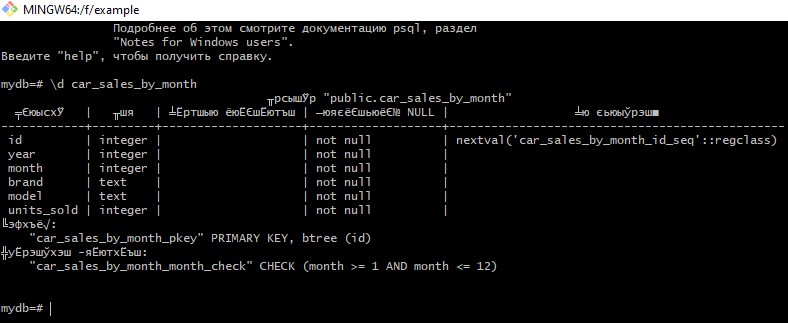 MINGW64:/f/example
Подробнее об этом смотрите документацию psql, раздел
"Notes for Windows users".
Введите "help", чтобы получить справку.
mydb=# \d car_sales_by_month
╥рсышЎр "public.car_sales_by_month"
╤ЄюысхЎ | ╥шя | ╧Ёртшыю ёюЁЄшЁютъш | ─юяєёЄшьюёЄ№ NULL | ╧ю єьюыўрэш■
------------+---------+--------------------+-------------------+------------------------------------------------
id | integer | | not null | nextval('car_sales_by_month_id_seq'::regclass)
year | integer | | not null |
month | integer | | not null |
brand | text | | not null |
model | text | | not null |
units_sold | integer | | not null |
╚эфхъё√:
"car_sales_by_month_pkey" PRIMARY KEY, btree (id)
╬уЁрэшўхэш -яЁютхЁъш:
"car_sales_by_month_month_check" CHECK (month >= 1 AND month <= 12)
mydb=#